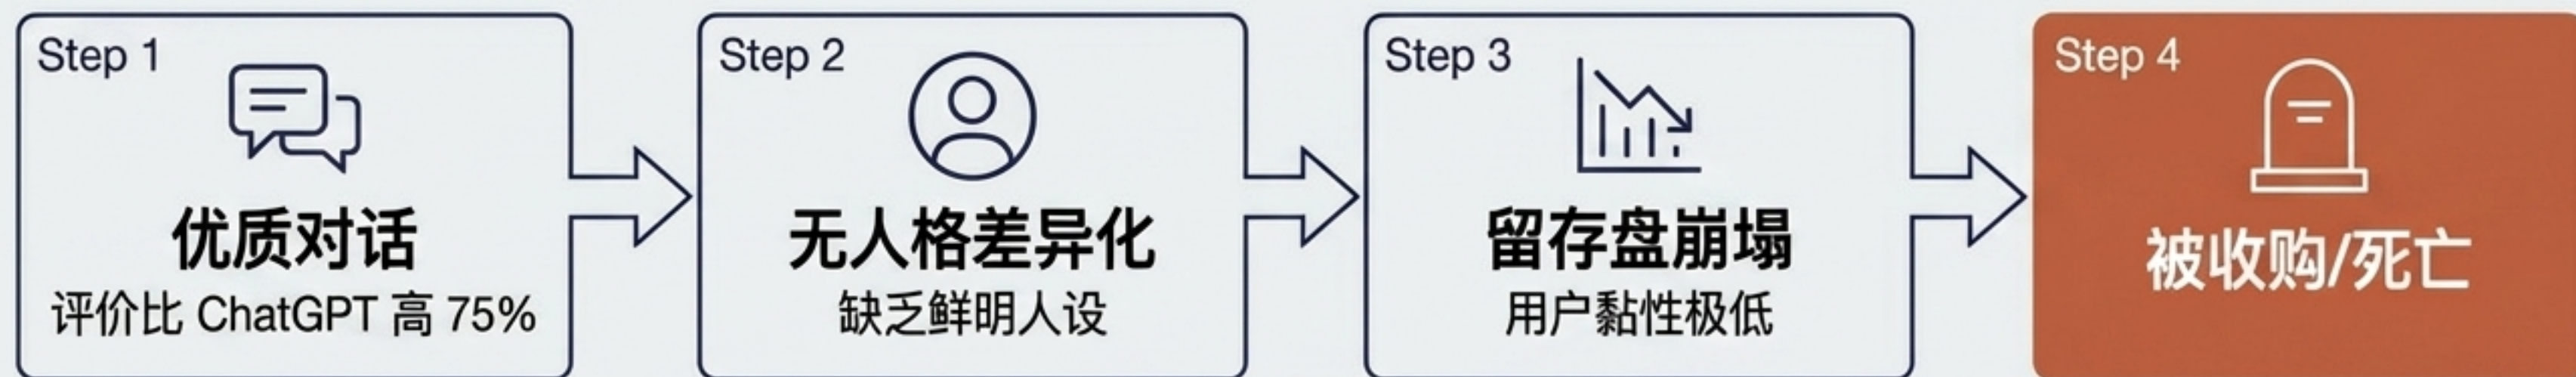 Step 1
优质对话
评价比 ChatGPT 高 75%
Step 2
无人格差异化
缺乏鲜明人设
Step 3
留存盘崩塌
用户黏性极低
Step 4
被收购/死亡